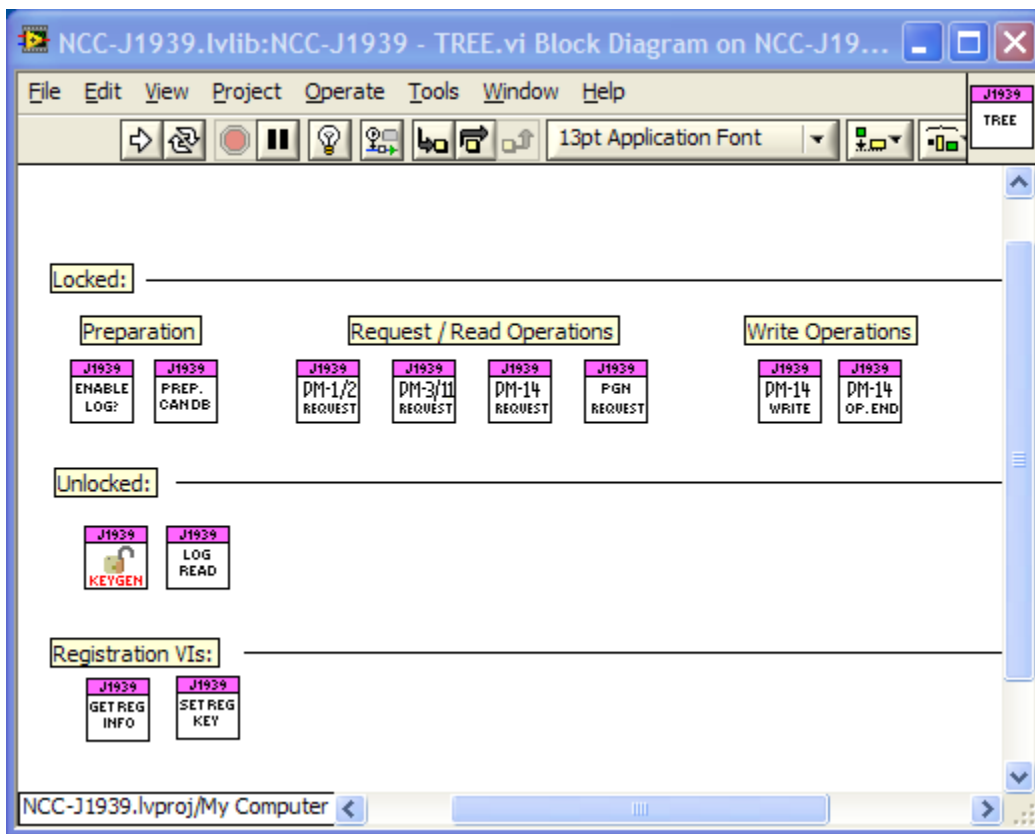 NCC-J1939.lvlib:NCC-J1939 - TREE.vi Block Diagram on NCC-J19...
File Edit View Project Operate Tools Window Help
J1939
TREE
13pt Application Font
Locked:
Preparation Request / Read Operations Write Operations
J1939 J1939 J1939 J1939 J1939 J1939 J1939 J1939
ENABLE PREP. DM-1/2 DM-3/11 DM-14 PGN DM-14 DM-14
LOG? CANDB REQUEST REQUEST REQUEST REQUEST WRITE OP.END
Unlocked:
J1939 J1939
LOG
KEYGEN READ
Registration VIs:
J1939 J1939
GET REG SET REG
INFO KEY
NCC-J1939.lvproj/My Computer